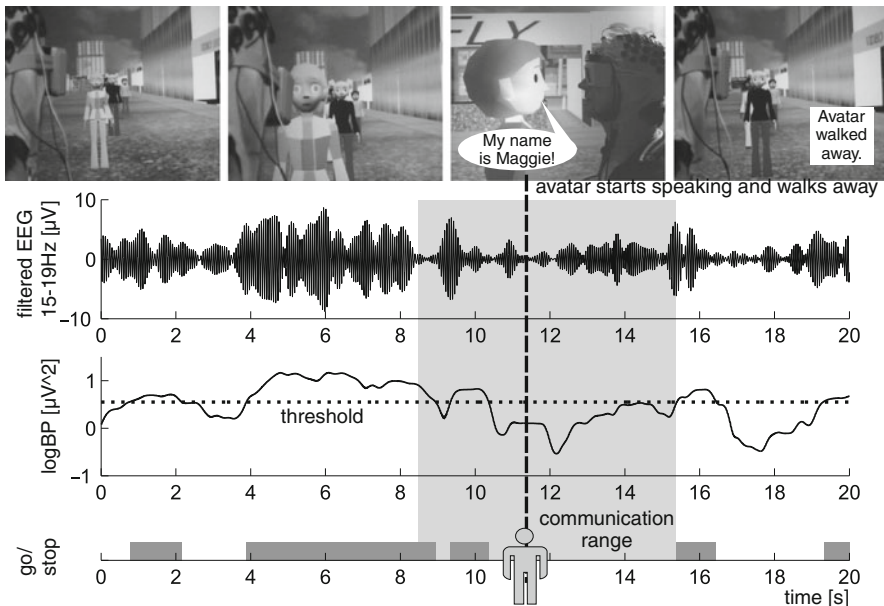 FLY
My name
is Maggie!
Avatar
walked
away.
avatar starts speaking and walks away
filtered EEG
15-19Hz [µV]
10
0
−10
0 2 4 6 8 10 12 14 16 18 20
logBP [µV^2]
1
0
−1
threshold
0 2 4 6 8 10 12 14 16 18 20
go/
stop
communication
range
0 2 4 6 8 10 12 14 16 18 20
time [s]